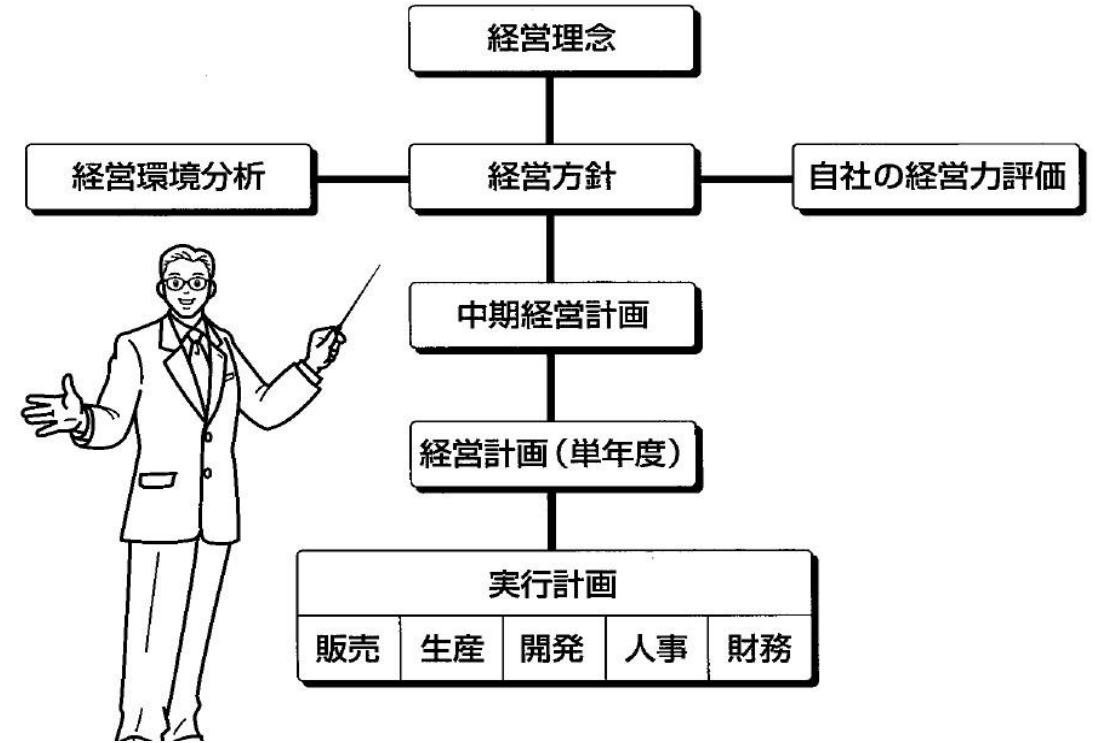 経営理念
経営環境分析
経営方針
自社の経営力評価
中期経営計画
経営計画(単年度)
実行計画
販売
生産
開発
人事
財務